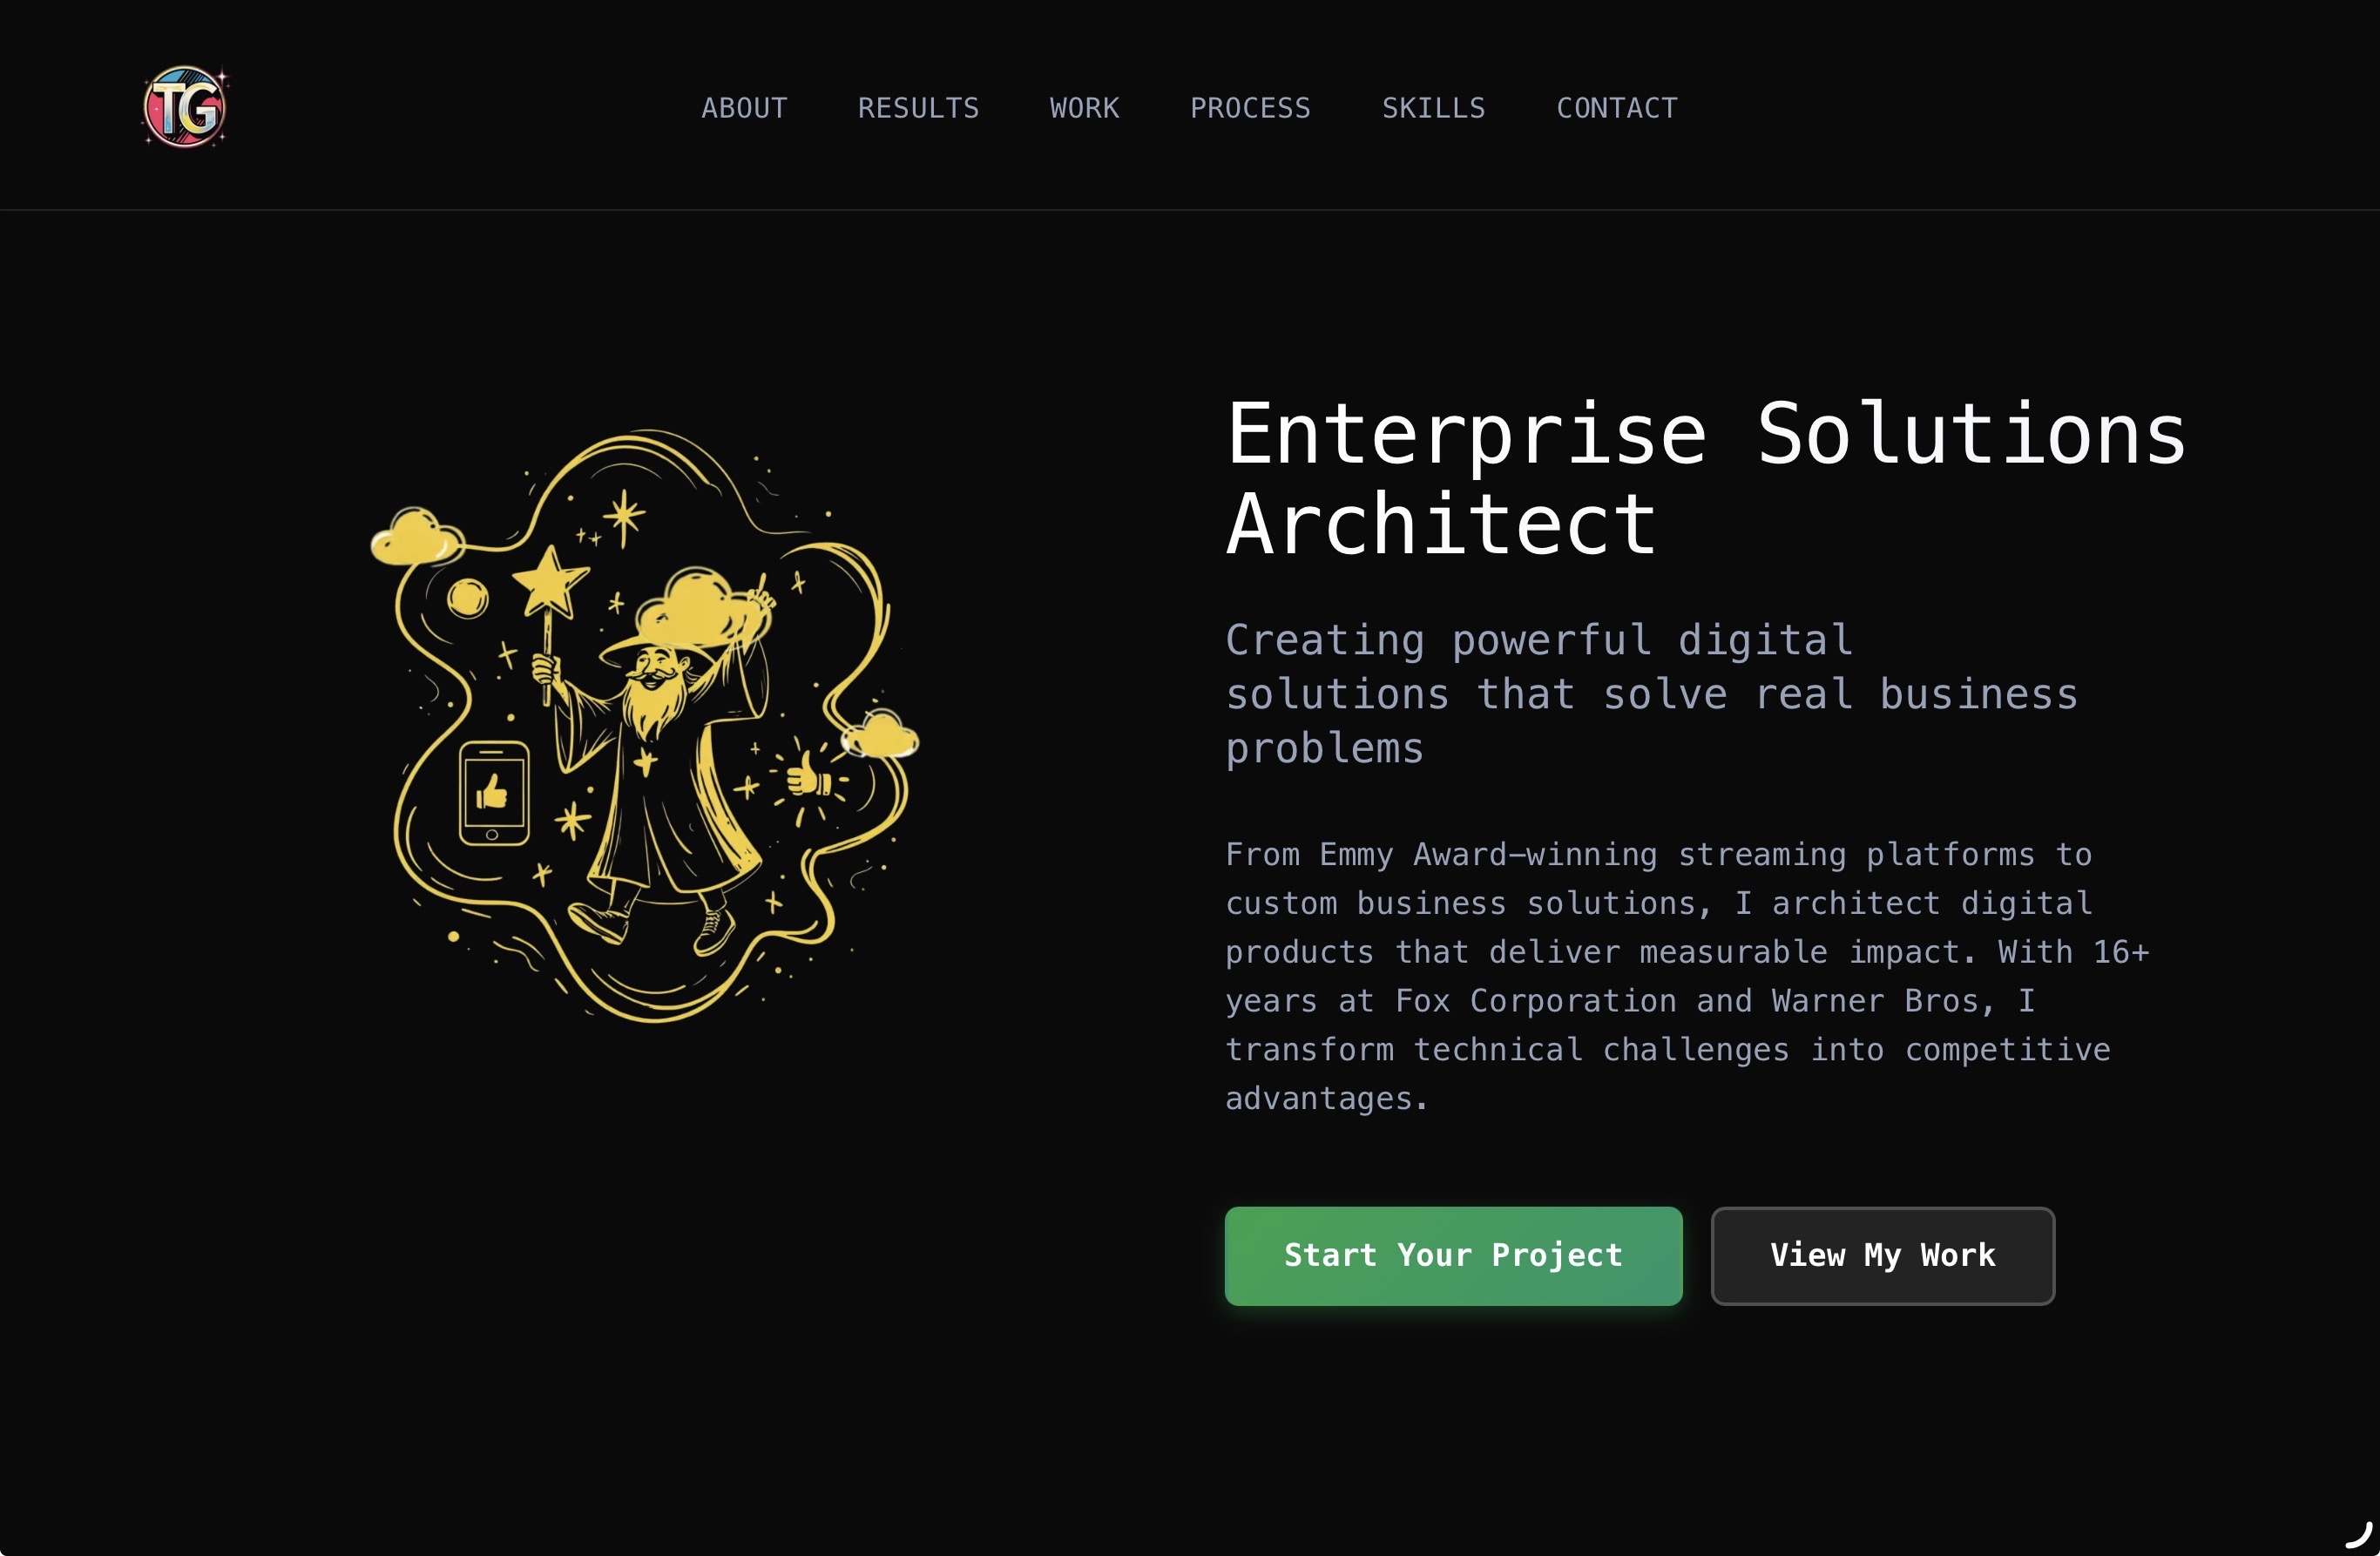 TG
ABOUT RESULTS WORK PROCESS SKILLS CONTACT
Enterprise Solutions
Architect
Creating powerful digital
solutions that solve real business
problems
From Emmy Award-winning streaming platforms to
custom business solutions, I architect digital
products that deliver measurable impact. With 16+
years at Fox Corporation and Warner Bros, I
transform technical challenges into competitive
advantages.
Start Your Project
View My Work